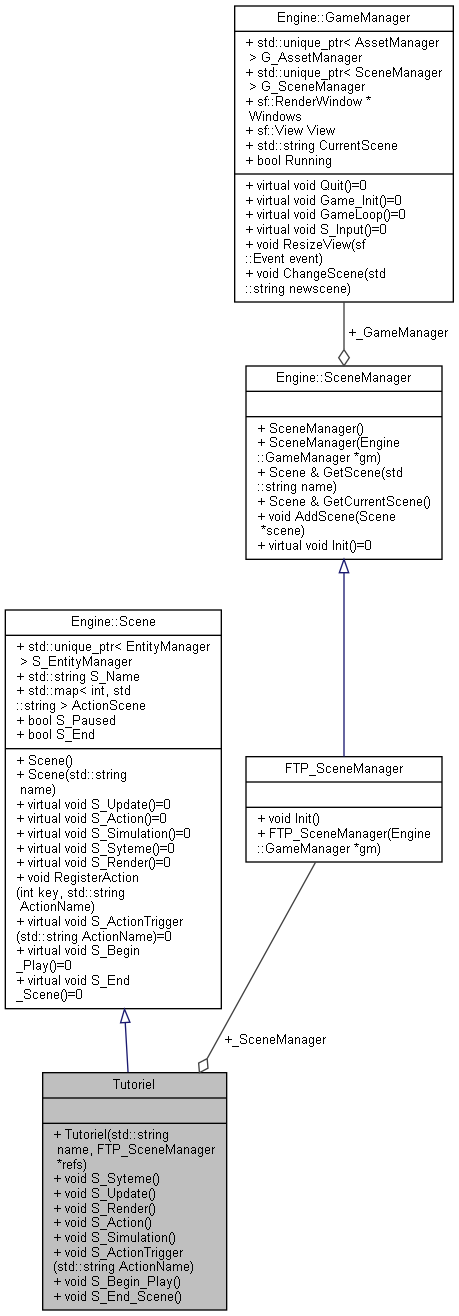 Engine::GameManager
+ std::unique_ptr< AssetManager
> G_AssetManager
+ std::unique_ptr< SceneManager
> G_SceneManager
+ sf::RenderWindow *
Windows
+ sf::View View
+ std::string CurrentScene
+ bool Running
+ virtual void Quit()=0
+ virtual void Game_Init()=0
+ virtual void GameLoop()=0
+ virtual void S_Input()=0
+ void ResizeView(sf
::Event event)
+ void ChangeScene(std
::string newscene)
+_GameManager
Engine::SceneManager
+ SceneManager()
+ SceneManager(Engine
::GameManager *gm)
+ Scene & GetScene(std
::string name)
+ Scene & GetCurrentScene()
+ void AddScene(Scene
*scene)
+ virtual void Init()=0
Engine::Scene
+ std::unique_ptr< EntityManager
> S_EntityManager
+ std::string S_Name
+ std::map< int, std
::string > ActionScene
+ bool S_Paused
+ bool S_End
+ Scene()
+ Scene(std::string
name)
+ virtual void S_Update()=0
+ virtual void S_Action()=0
+ virtual void S_Simulation()=0
+ virtual void S_Syteme()=0
+ virtual void S_Render()=0
+ void RegisterAction
(int key, std::string
ActionName)
+ virtual void S_ActionTrigger
(std::string ActionName)=0
+ virtual void S_Begin
_Play()=0
+ virtual void S_End
_Scene()=0
FTP_SceneManager
+ void Init()
+ FTP_SceneManager(Engine
::GameManager *gm)
+_SceneManager
Tutoriel
+ Tutoriel(std::string
name, FTP_SceneManager
*refs)
+ void S_Syteme()
+ void S_Update()
+ void S_Render()
+ void S_Action()
+ void S_Simulation()
+ void S_ActionTrigger
(std::string ActionName)
+ void S_Begin_Play()
+ void S_End_Scene()